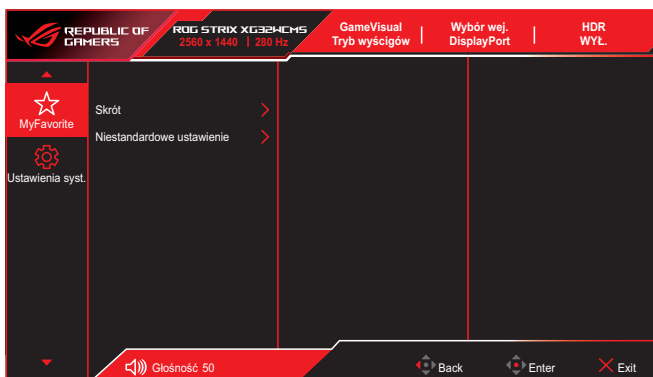 REPUBLIC OF
GAMERS
ROG STRIX XG32WCMS
2560 x 1440 | 280 Hz
GameVisual
Tryb wyścigów
Wybór wej.
DisplayPort
HDR
WYŁ.
MyFavorite
Ustawienia syst.
Skrót
Niestandardowe ustawienie
Głośność 50
Back
Enter
Exit